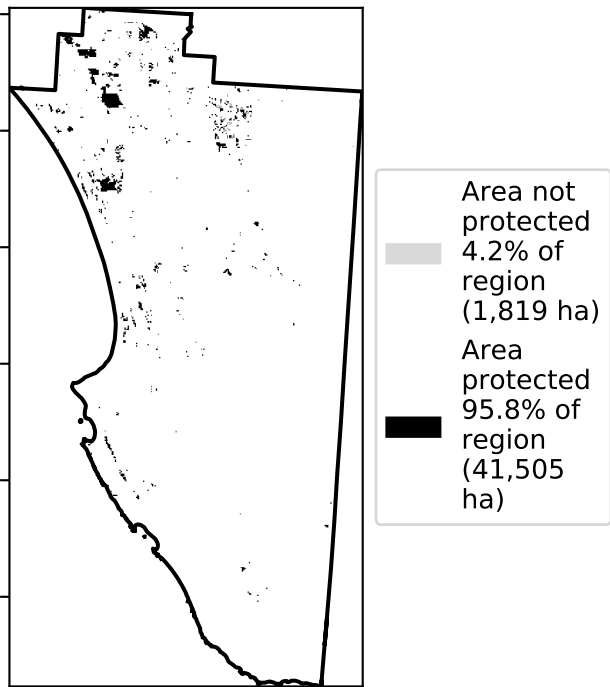 Area not
protected
4.2% of
region
(1,819 ha)
Area
protected
95.8% of
region
(41,505
ha)